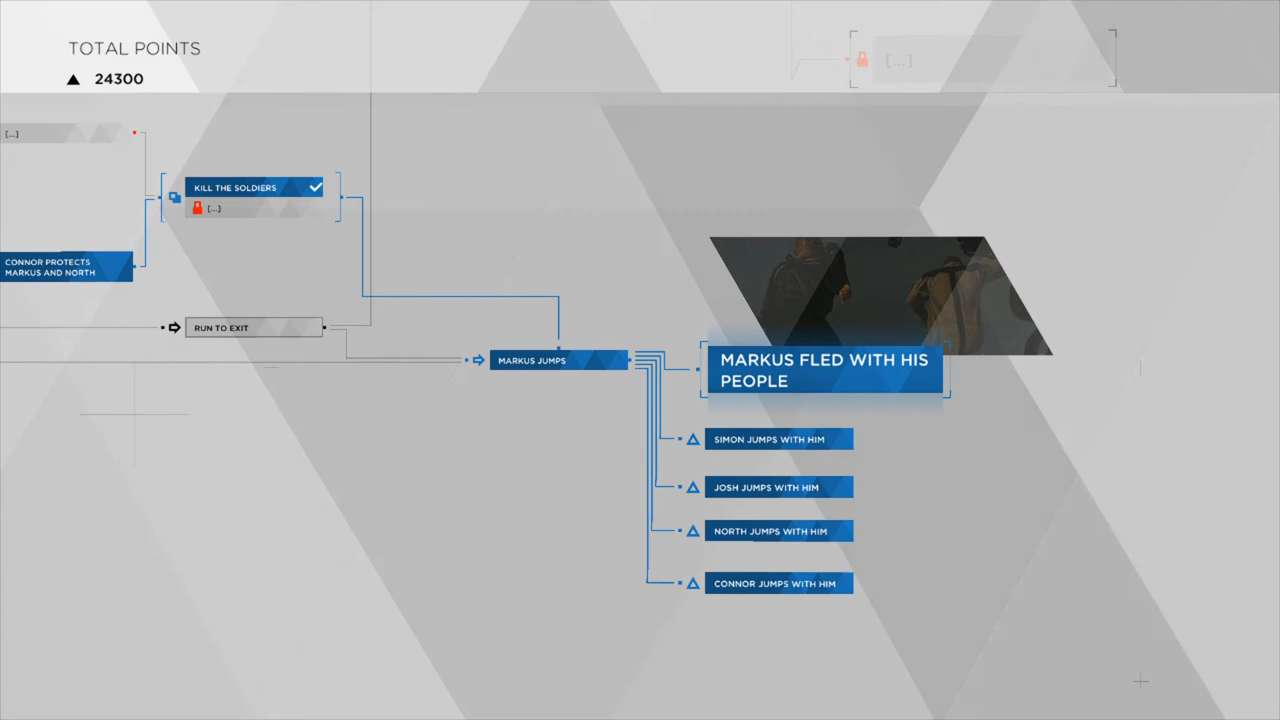 TOTAL POINTS
24300
[...]
[...]
KILL THE SOLDIERS
[...]
CONNOR PROTECTS
MARKUS AND NORTH
RUN TO EXIT
MARKUS JUMPS
MARKUS FLED WITH HIS
PEOPLE
SIMON JUMPS WITH HIM
JOSH JUMPS WITH HIM
NORTH JUMPS WITH HIM
CONNOR JUMPS WITH HIM